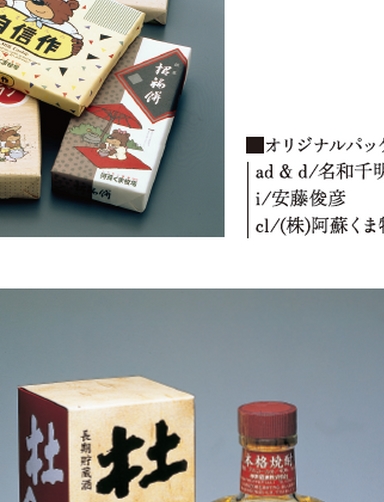 自信作
招福餅
阿蘇くま牧場
■オリジナルパッケ
ad & d/名和千明
i/安藤俊彦
cl/(株)阿蘇くま牧
杜
長期貯蔵酒
杜
本格焼酎